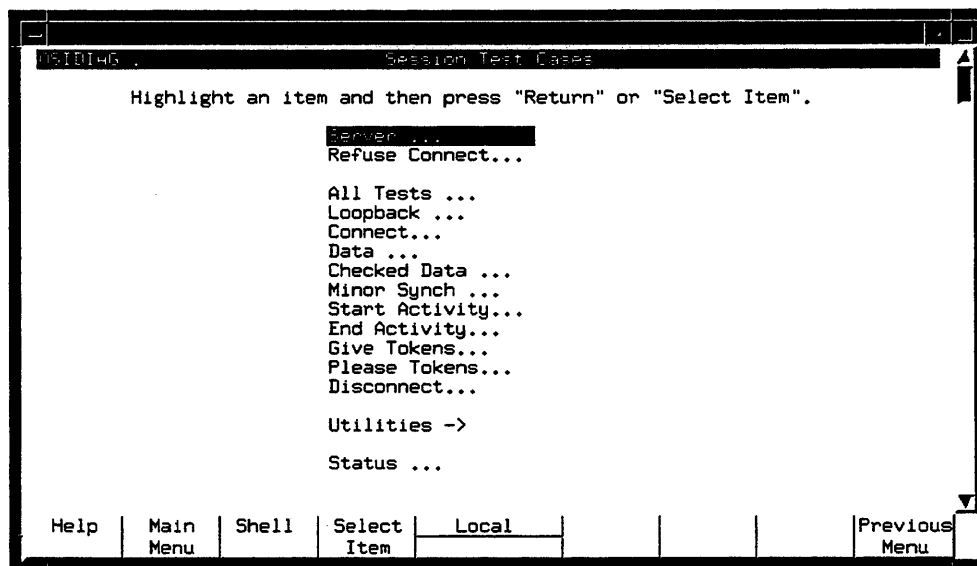 OSIDIAG . Session Test Cases
Highlight an item and then press "Return" or "Select Item".
Server ...
Refuse Connect...
All Tests ...
Loopback ...
Connect...
Data ...
Checked Data ...
Minor Synch ...
Start Activity...
End Activity...
Give Tokens...
Please Tokens...
Disconnect...
Utilities ->
Status ...
Help Main Menu Shell Select Item Local Previous Menu